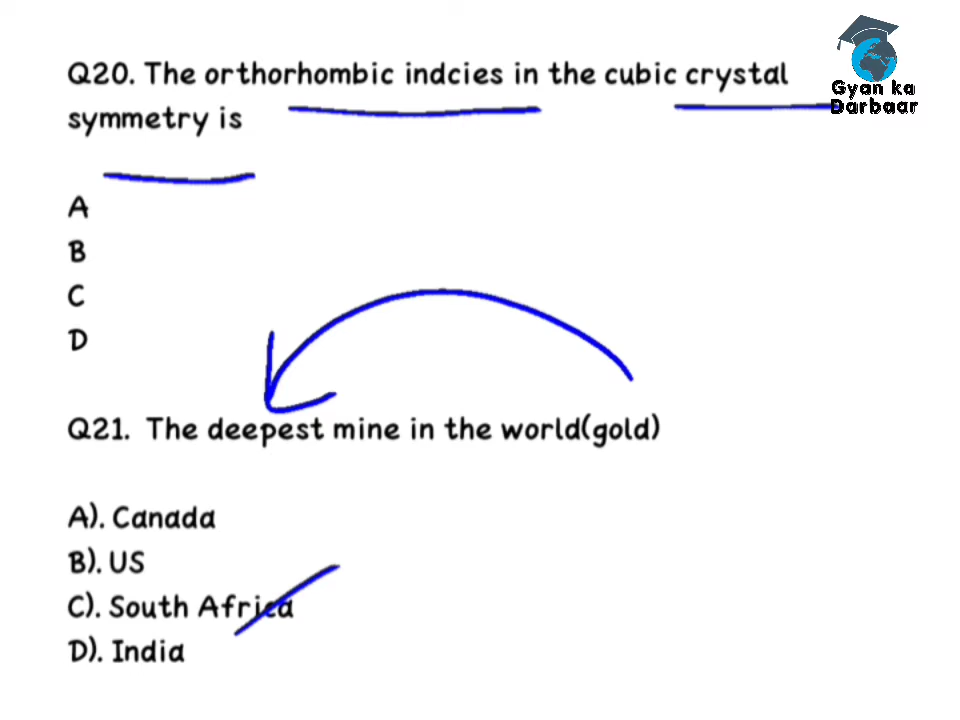 Gyan ka
Darbaar
Q20. The orthorhombic indcies in the cubic crystal
symmetry is
A
B
C
D
Q21. The deepest mine in the world(gold)
A). Canada
B). US
C). South Africa
D). India